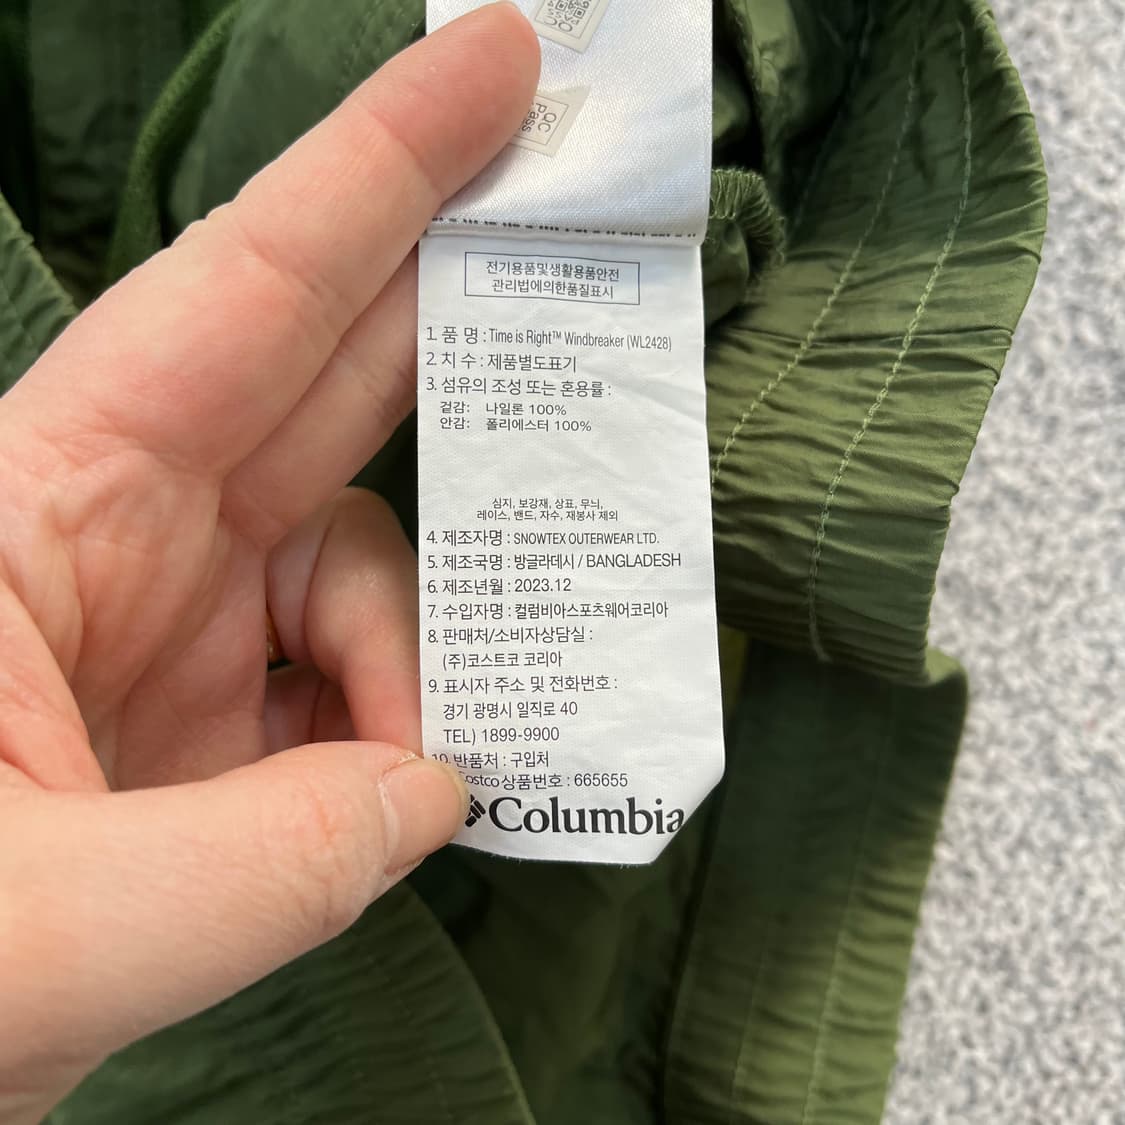 QC
Pass
전기용품및생활용품안전
관리법에의한품질표시
1. 품 명 : Time is Right™ Windbreaker (WL2428)
2. 치 수 : 제품별도표기
3. 섬유의 조성 또는 혼용률 :
겉감: 나일론 100%
안감: 폴리에스터 100%
심지, 보강재, 상표, 무늬,
레이스, 밴드, 자수, 재봉사 제외
4. 제조자명 : SNOWTEX OUTERWEAR LTD.
5. 제조국명 : 방글라데시 / BANGLADESH
6. 제조년월 : 2023.12
7. 수입자명 : 컬럼비아스포츠웨어코리아
8. 판매처/소비자상담실 :
(주)코스트코 코리아
9. 표시자 주소 및 전화번호 :
경기 광명시 일직로 40
TEL) 1899-9900
10. 반품처 : 구입처
Costco 상품번호 : 665655
Columbia